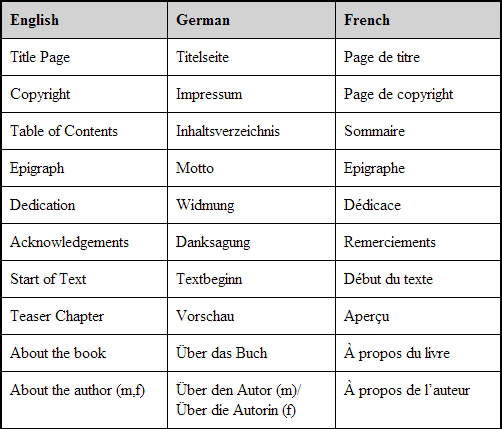 English German French
Title Page Titelseite Page de titre
Copyright Impressum Page de copyright
Table of Contents Inhaltsverzeichnis Sommaire
Epigraph Motto Epigraphe
Dedication Widmung Dédicace
Acknowledgements Danksagung Remerciements
Start of Text Textbeginn Début du texte
Teaser Chapter Vorschau Aperçu
About the book Über das Buch À propos du livre
About the author (m,f) Über den Autor (m)/ À propos de l’auteur
Über die Autorin (f)